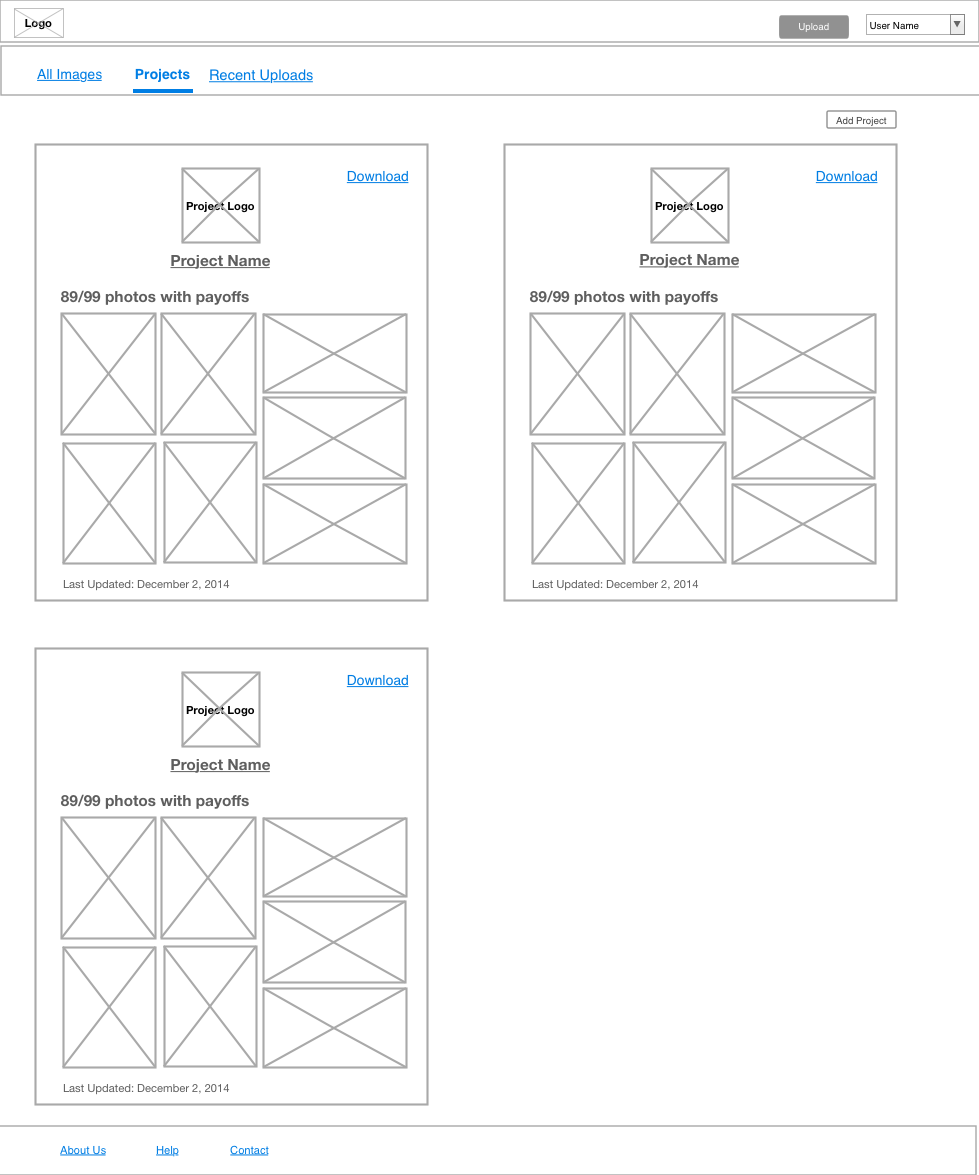 Logo
Upload
User Name
All Images
Projects
Recent Uploads
Add Project
Download
Project Logo
Project Name
89/99 photos with payoffs
Last Updated: December 2, 2014
Download
Project Logo
Project Name
89/99 photos with payoffs
Last Updated: December 2, 2014
Download
Project Logo
Project Name
89/99 photos with payoffs
Last Updated: December 2, 2014
About Us
Help
Contact